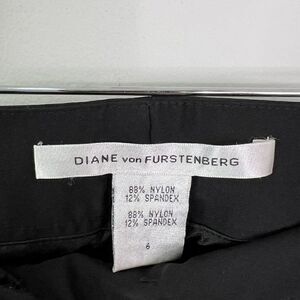 DIANE von FURSTENBERG
88% NYLON
12% SPANDEX
88% NYLON
12% SPANDEX
6